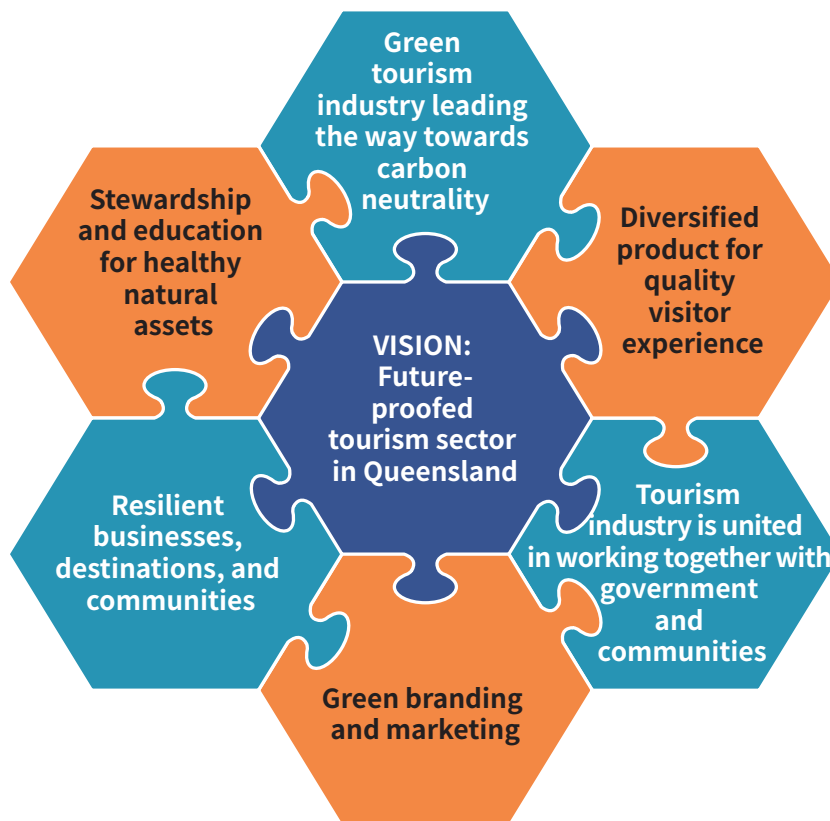 Green
tourism
industry leading
the way towards
carbon
neutrality
Stewardship
and education
for healthy
natural
assets
Diversified
product for
quality
visitor
experience
VISION:
Future-
proofed
tourism sector
in Queensland
Resilient
businesses,
destinations, and
communities
Tourism
industry is united
in working together with
government
and
communities
Green branding
and marketing